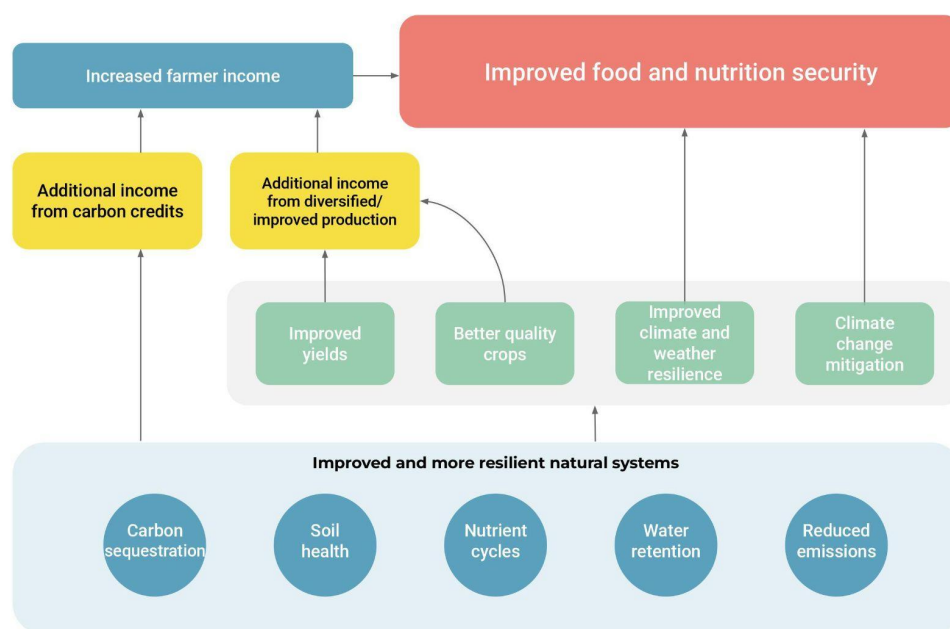 Increased farmer income
Improved food and nutrition security
Additional income
from carbon credits
Additional income
from diversified/
improved production
Improved
yields
Better quality
crops
Improved
climate and
weather
resilience
Climate
change
mitigation
Improved and more resilient natural systems
Carbon
sequestration
Soil
health
Nutrient
cycles
Water
retention
Reduced
emissions